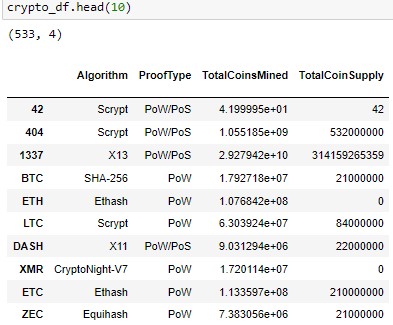 crypto_df.head(10)
(533, 4)
Algorithm ProofType TotalCoinsMined TotalCoinSupply
42 Scrypt PoW/PoS 4.199995e+01 42
404 Scrypt PoW/PoS 1.055185e+09 532000000
1337 X13 PoW/PoS 2.927942e+10 314159265359
BTC SHA-256 PoW 1.792718e+07 21000000
ETH Ethash PoW 1.076842e+08 0
LTC Scrypt PoW 6.303924e+07 84000000
DASH X11 PoW/PoS 9.031294e+06 22000000
XMR CryptoNight-V7 PoW 1.720114e+07 0
ETC Ethash PoW 1.133597e+08 210000000
ZEC Equihash PoW 7.383056e+06 21000000